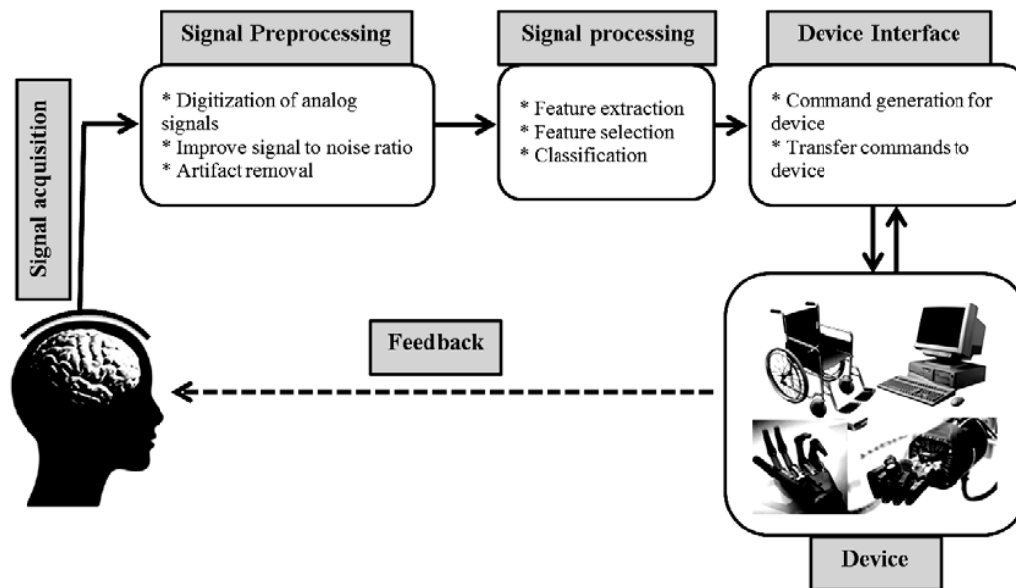 Signal acquisition
Signal Preprocessing
* Digitization of analog
signals
* Improve signal to noise ratio
* Artifact removal
Signal processing
* Feature extraction
* Feature selection
* Classification
Device Interface
* Command generation for
device
* Transfer commands to
device
Feedback
Device